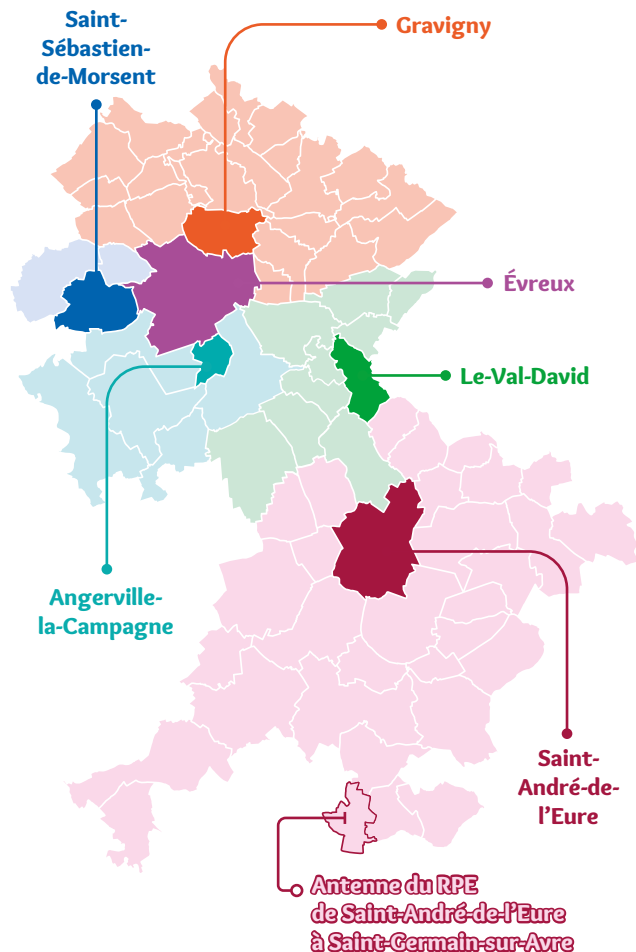 Saint-
Sébastien-
de-Morsent
Gravigny
Évreux
Le-Val-David
Angerville-
la-Campagne
Saint-
André-de-
l'Eure
Antenne du RPE
de Saint-André-de-l'Eure
à Saint-Germain-sur-Avre